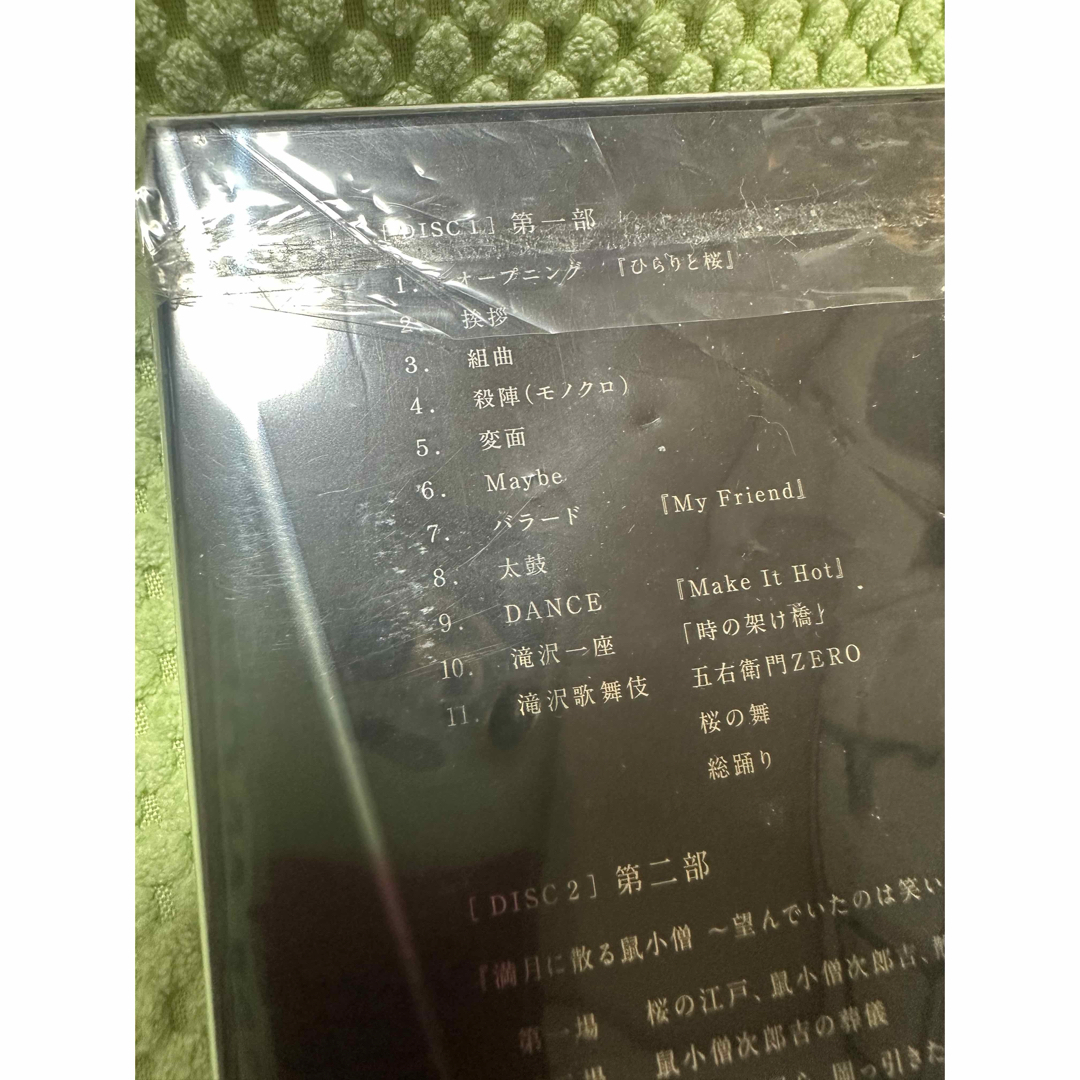 [DISC 1] 第一部
1. オープニング 『ひらりと桜』
2. 挨拶
3. 組曲
4. 殺陣(モノクロ)
5. 変面
6. Maybe
7. バラード 『My Friend』
8. 太鼓
9. DANCE 『Make It Hot』
10. 滝沢一座 「時の架け橋」
11. 滝沢歌舞伎 五右衛門ZERO
桜の舞
総踊り
[DISC 2] 第二部
『満月に散る鼠小僧 ～望んでいたのは笑い
第一場 桜の江戸、鼠小僧次郎吉、
場 鼠小僧次郎吉の葬儀
岡っ引きた